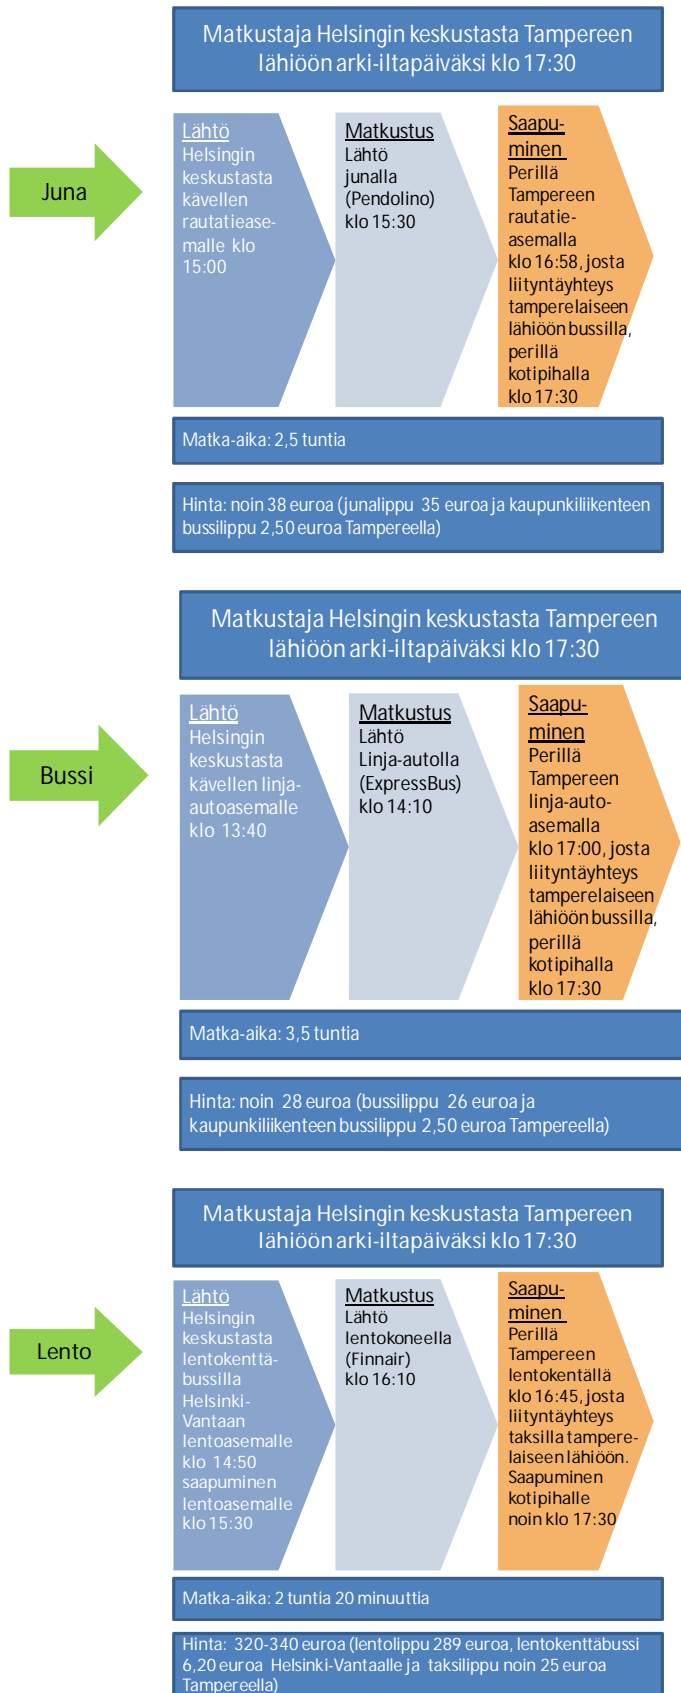 Matkustaja Helsingin keskustasta Tampereen
lähiöön arki-iltapäiväksi klo 17:30
Juna
Lähtö
Helsingin
keskustasta
kävellen
rautatiease-
malle klo
15:00
Matkustus
Lähtö
junalla
(Pendolino)
klo 15:30
Saapu-
minen
Perillä
Tampereen
rautatie-
asemalla
klo 16:58, josta
liityntäyhteys
tamperelaiseen
lähiöön bussilla,
perillä
kotipihalla
klo 17:30
Matka-aika: 2,5 tuntia
Hinta: noin 38 euroa (junalippu 35 euroa ja kaupunkiliikenteen
bussilippu 2,50 euroa Tampereella)
Matkustaja Helsingin keskustasta Tampereen
lähiöön arki-iltapäiväksi klo 17:30
Bussi
Lähtö
Helsingin
keskustasta
kävellen linja-
autoasemalle
klo 13:40
Matkustus
Lähtö
Linja-autolla
(ExpressBus)
klo 14:10
Saapu-
minen
Perillä
Tampereen
linja-auto-
asemalla
klo 17:00, josta
liityntäyhteys
tamperelaiseen
lähiöön bussilla,
perillä
kotipihalla
klo 17:30
Matka-aika: 3,5 tuntia
Hinta: noin 28 euroa (bussilippu 26 euroa ja
kaupunkiliikenteen bussilippu 2,50 euroa Tampereella)
Matkustaja Helsingin keskustasta Tampereen
lähiöön arki-iltapäiväksi klo 17:30
Lento
Lähtö
Helsingin
keskustasta
lentokenttä-
bussilla
Helsinki-
Vantaan
lentoasemalle
klo 14:50
saapuminen
lentoasemalle
klo 15:30
Matkustus
Lähtö
lentokoneella
(Finnair)
klo 16:10
Saapu-
minen
Perillä
Tampereen
lentokentällä
klo 16:45, josta
liityntäyhteys
taksilla tampere-
laiseen lähiöön.
Saapuminen
kotipihalle
noin klo 17:30
Matka-aika: 2 tuntia 20 minuuttia
Hinta: 320-340 euroa (lentolippu 289 euroa, lentokenttäbussi
6,20 euroa Helsinki-Vantaalle ja taksilippu noin 25 euroa
Tampereella)